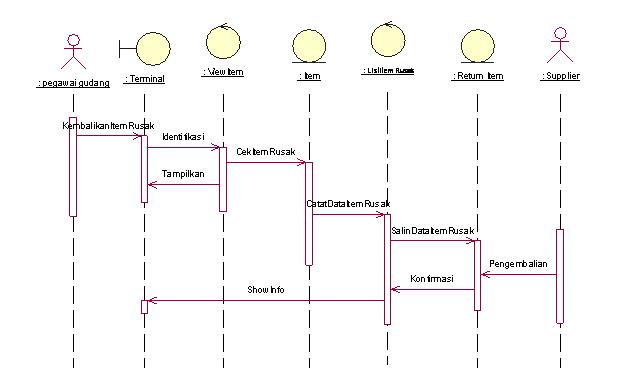 : pegawai gudang
: Terminal
: View Item
: Item
: List Item Rusak
: Return Item
: Supplier
KembalikanItemRusak
Identifikasi
CekItemRusak
Tampilkan
CatatDataItemRusak
SalinDataItemRusak
Pengembalian
Konfirmasi
Show Info